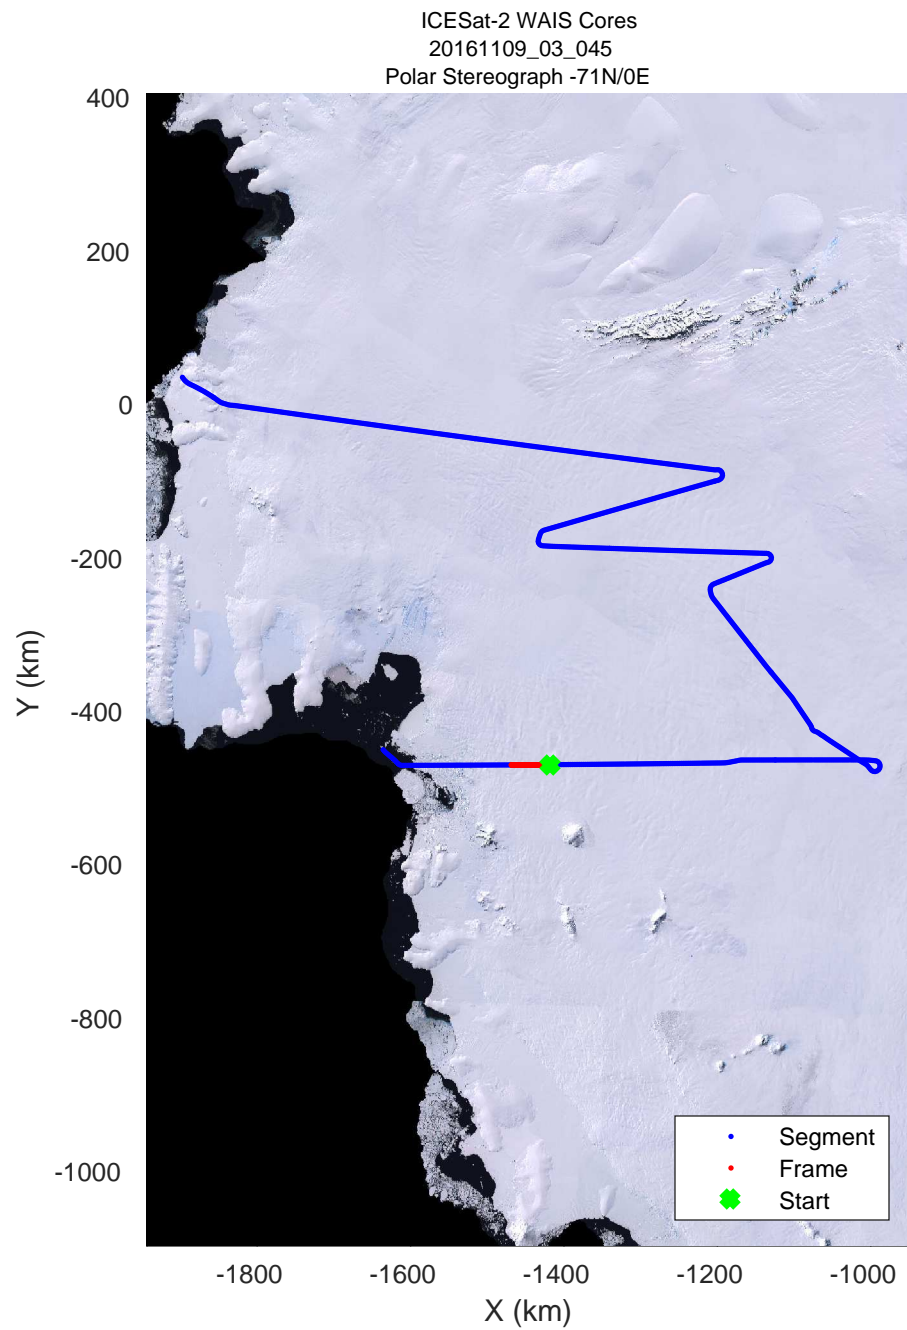 ICESat-2 WAIS Cores
20161109_03_045
Polar Stereograph -71N/0E
400
200
0
-200
-400
-600
-800
-1000
Y (km)
Segment
Frame
Start
-1800
-1600
-1400
-1200
-1000
X (km)